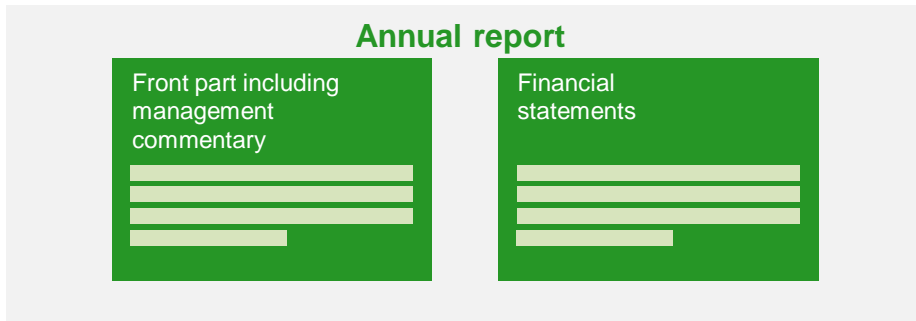 Annual report
Front part including
management
commentary
Financial
statements